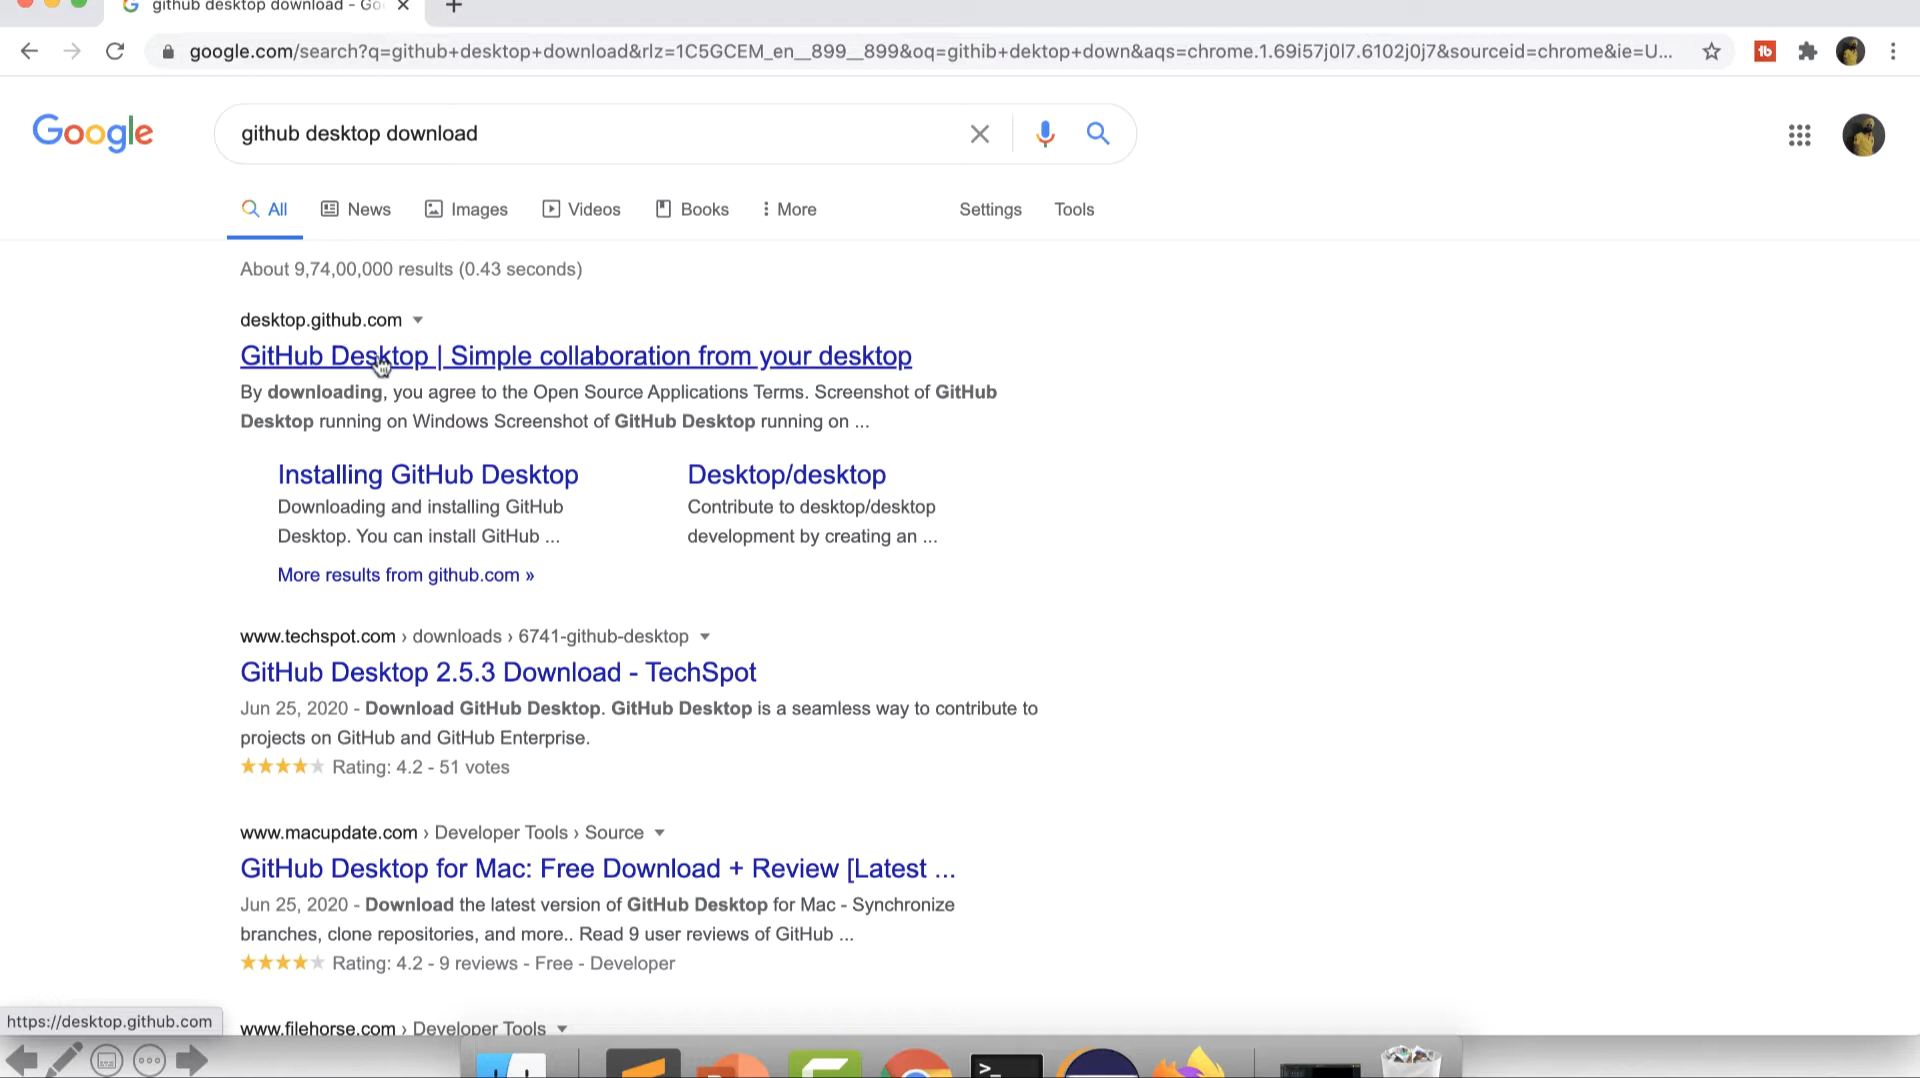 github desktop download - Go
google.com/search?q=github+desktop+download&rlz=1C5GCEM_en__899__899&oq=githib+dektop+down&aqs=chrome.1.69i57j0l7.6102j0j7&sourceid=chrome&ie=U...
Google
github desktop download
All News Images Videos Books More Settings Tools
About 9,74,00,000 results (0.43 seconds)
desktop.github.com
GitHub Desktop | Simple collaboration from your desktop
By downloading, you agree to the Open Source Applications Terms. Screenshot of GitHub
Desktop running on Windows Screenshot of GitHub Desktop running on ...
Installing GitHub Desktop
Downloading and installing GitHub
Desktop. You can install GitHub ...
Desktop/desktop
Contribute to desktop/desktop
development by creating an ...
More results from github.com »
www.techspot.com › downloads › 6741-github-desktop
GitHub Desktop 2.5.3 Download - TechSpot
Jun 25, 2020 - Download GitHub Desktop. GitHub Desktop is a seamless way to contribute to
projects on GitHub and GitHub Enterprise.
Rating: 4.2 - 51 votes
www.macupdate.com › Developer Tools › Source
GitHub Desktop for Mac: Free Download + Review [Latest ...
Jun 25, 2020 - Download the latest version of GitHub Desktop for Mac - Synchronize
branches, clone repositories, and more.. Read 9 user reviews of GitHub ...
Rating: 4.2 - 9 reviews - Free - Developer
www.filehorse.com › Developer Tools
https://desktop.github.com